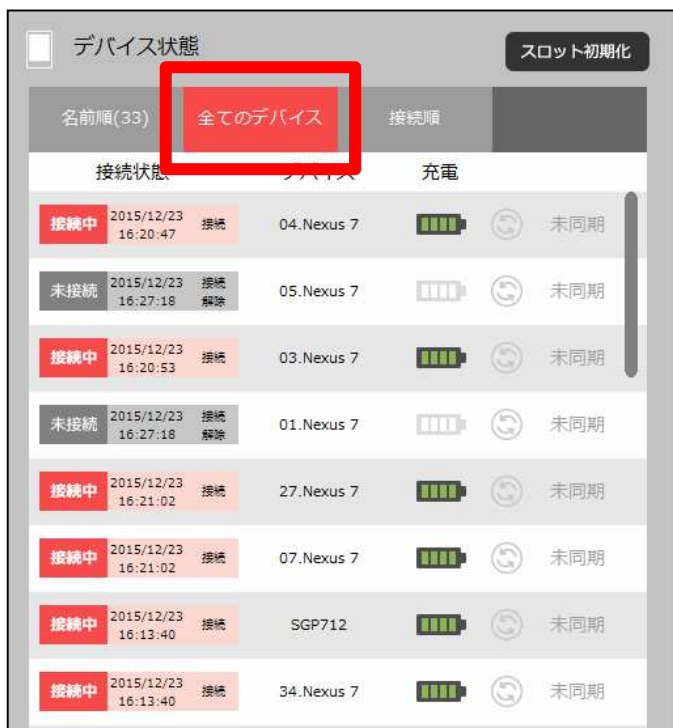 デバイス状態
スロット初期化
名前順(33) 全てのデバイス 接続順
接続状態 デバイス 充電
接続中 2015/12/23 16:20:47 接続 04.Nexus 7 未同期
未接続 2015/12/23 16:27:18 接続解除 05.Nexus 7 未同期
接続中 2015/12/23 16:20:53 接続 03.Nexus 7 未同期
未接続 2015/12/23 16:27:18 接続解除 01.Nexus 7 未同期
接続中 2015/12/23 16:21:02 接続 27.Nexus 7 未同期
接続中 2015/12/23 16:21:02 接続 07.Nexus 7 未同期
接続中 2015/12/23 16:13:40 接続 SGP712 未同期
接続中 2015/12/23 16:13:40 接続 34.Nexus 7 未同期